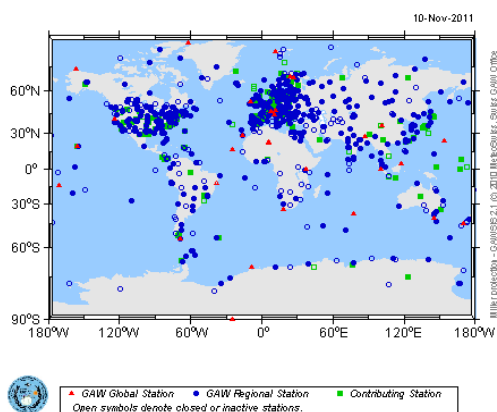 10-Nov-2011
60°N
30°N
0°
30°S
60°S
90°S
180°W 120°W 60°W 0° 60°E 120°E 180°E
Miller projection - GAWSIS 2.1 (c) 2010 MeteoSwiss, Swiss GAW Office
GAW Global Station GAW Regional Station Contributing Station
Open symbols denote closed or inactive stations.